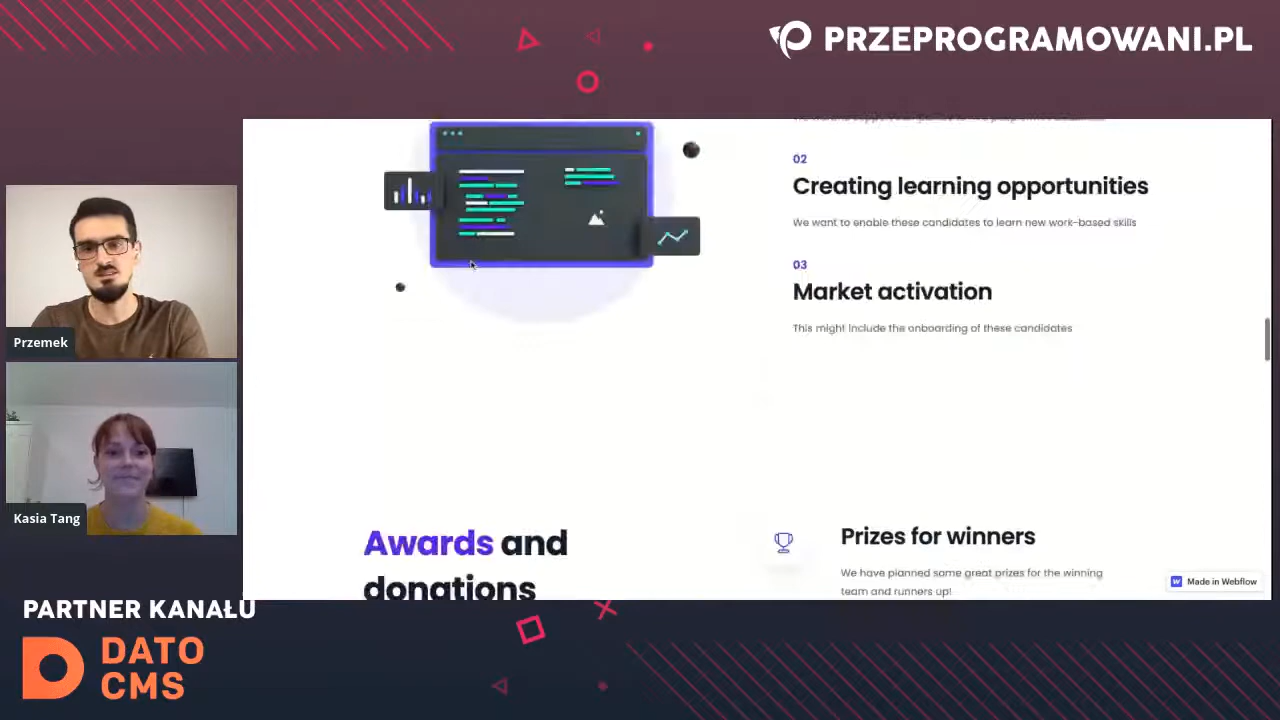 PRZEPROGRAMOWANI.PL
02
Creating learning opportunities
We want to enable these candidates to learn new work-based skills
03
Market activation
This might include the onboarding of these candidates
Przemek
Kasia Tang
Awards and
donations
Prizes for winners
We have planned some great prizes for the winning
team and runners up!
Made in Webflow
PARTNER KANAŁU
DATO
CMS